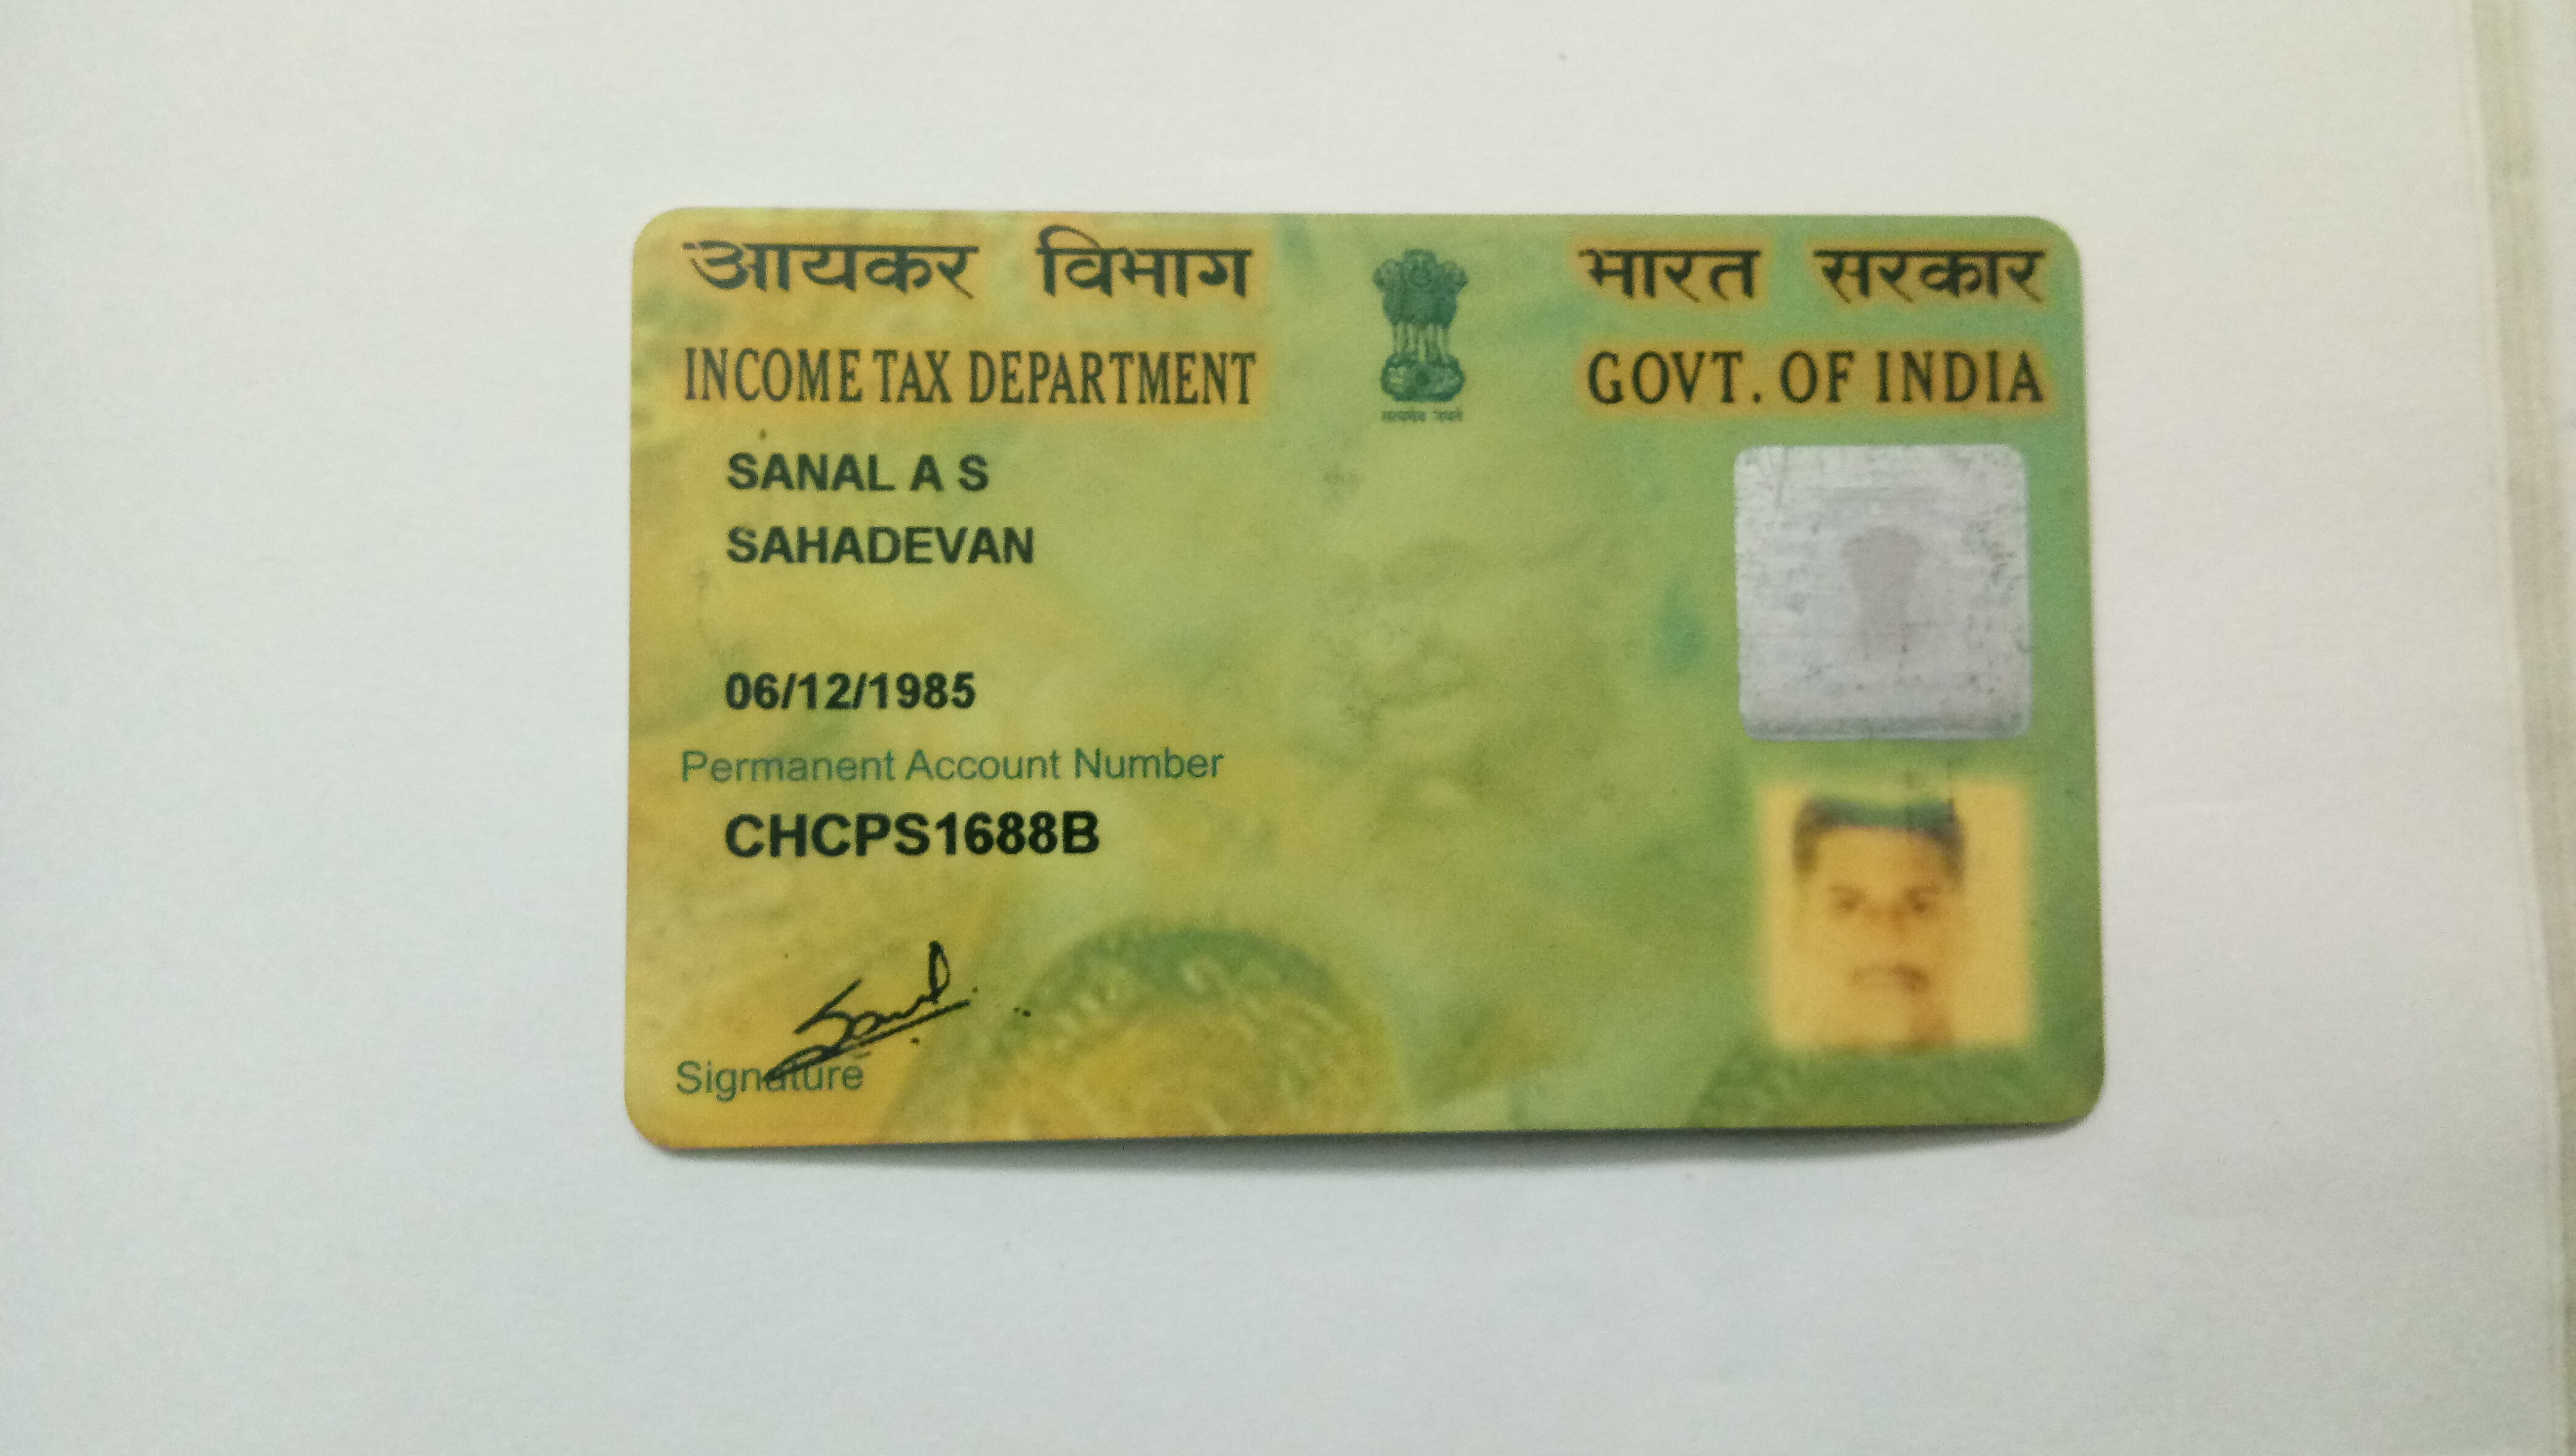 आयकर विभाग भारत सरकार
INCOME TAX DEPARTMENT GOVT. OF INDIA
सत्यमेव जयते
SANAL A S
SAHADEVAN
06/12/1985
Permanent Account Number
CHCPS1688B
Sanal
Signature